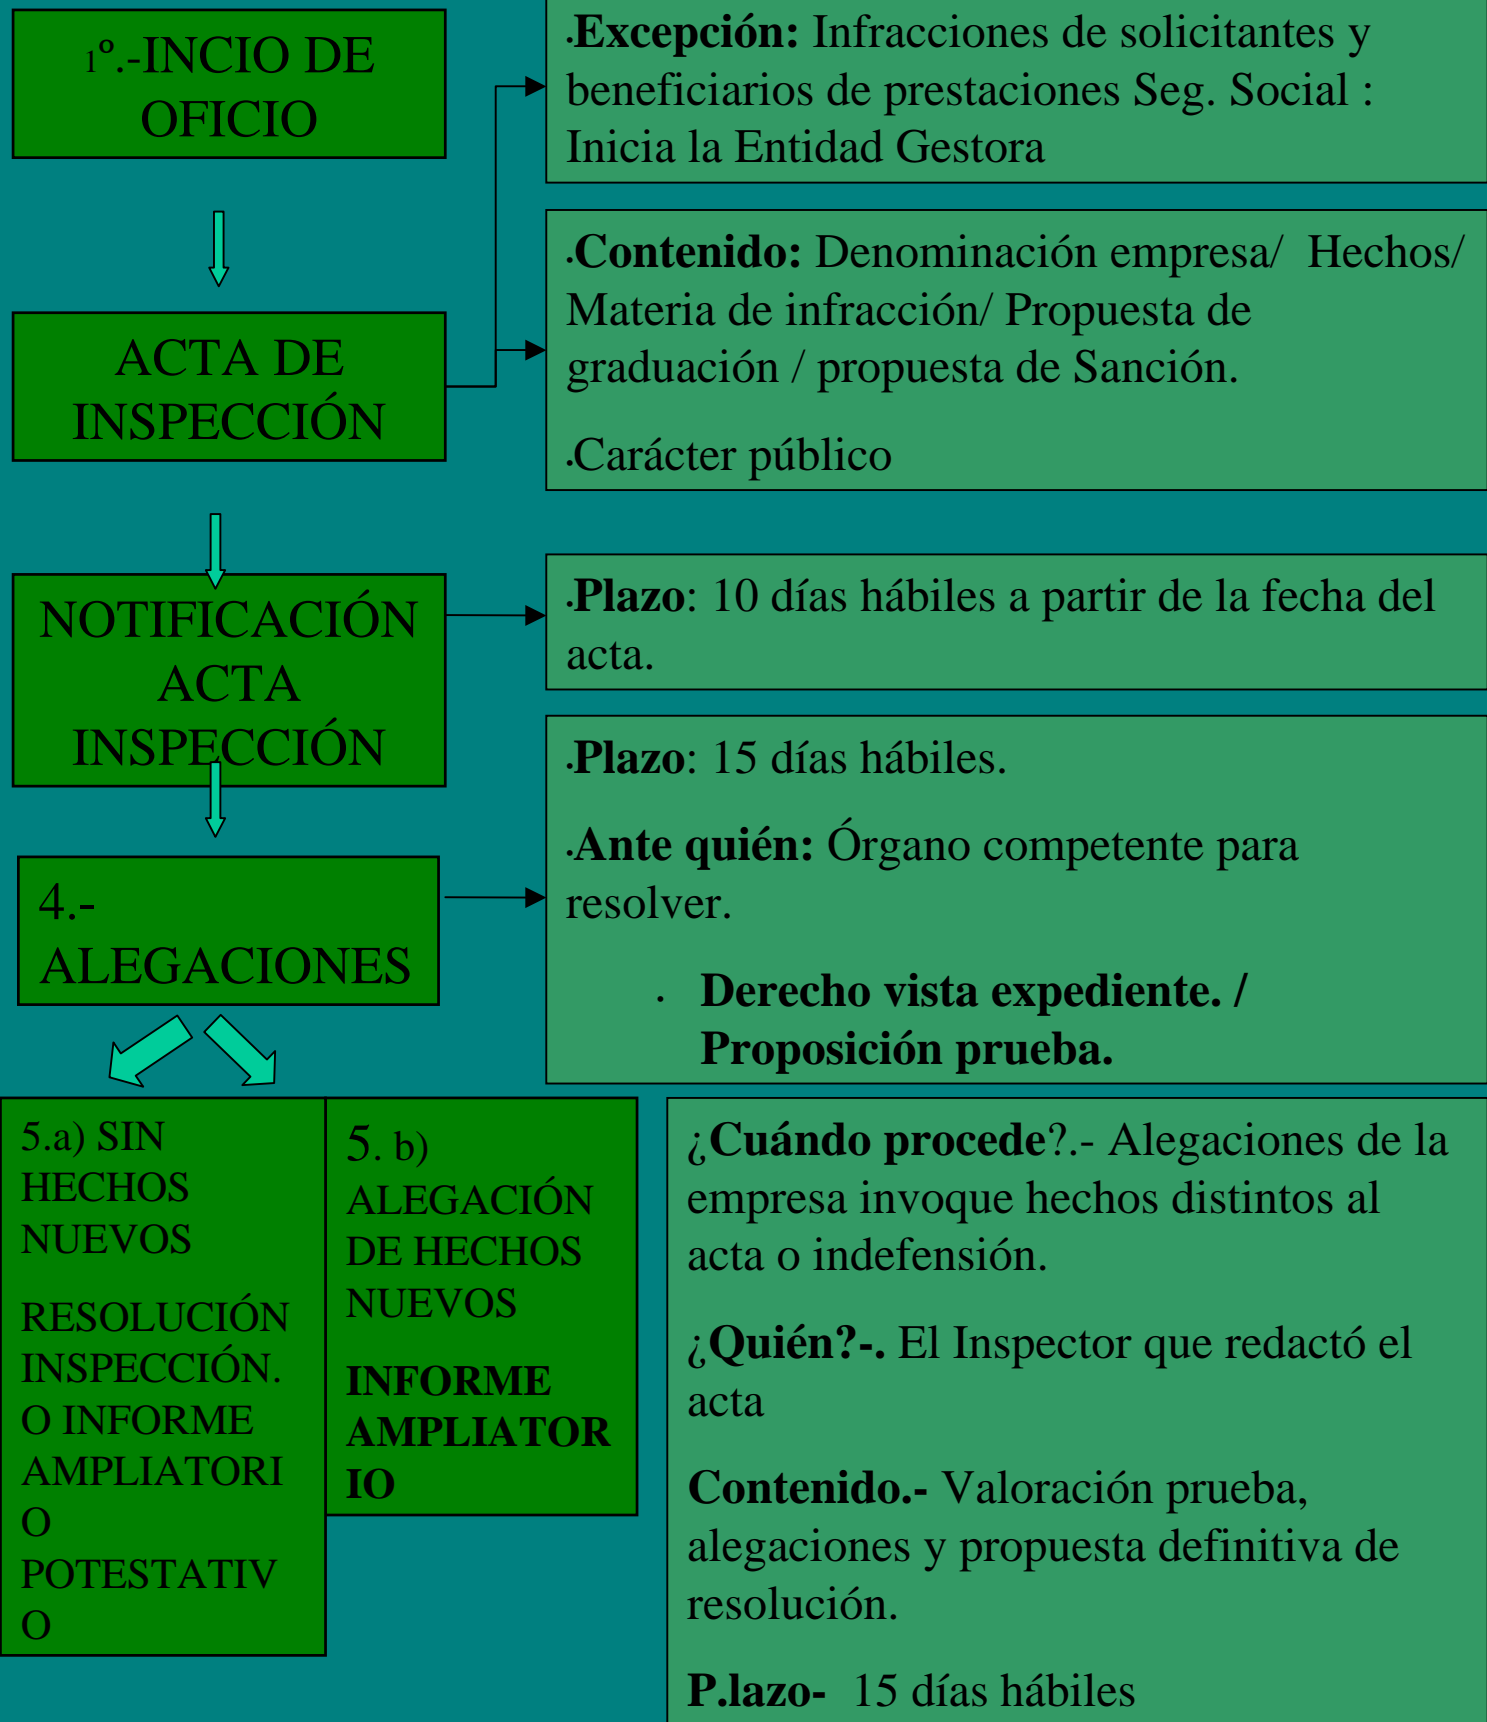 1º.-INCIO DE
OFICIO
.Excepción: Infracciones de solicitantes y
beneficiarios de prestaciones Seg. Social :
Inicia la Entidad Gestora
ACTA DE
INSPECCIÓN
.Contenido: Denominación empresa/ Hechos/
Materia de infracción/ Propuesta de
graduación / propuesta de Sanción.
.Carácter público
NOTIFICACIÓN
ACTA
INSPECCIÓN
.Plazo: 10 días hábiles a partir de la fecha del
acta.
4.-
ALEGACIONES
.Plazo: 15 días hábiles.
.Ante quién: Órgano competente para
resolver.
. Derecho vista expediente. /
Proposición prueba.
5.a) SIN
HECHOS
NUEVOS
RESOLUCIÓN
INSPECCIÓN.
O INFORME
AMPLIATORI
O
POTESTATIV
O
5. b)
ALEGACIÓN
DE HECHOS
NUEVOS
INFORME
AMPLIATOR
IO
¿Cuándo procede?.- Alegaciones de la
empresa invoque hechos distintos al
acta o indefensión.
¿Quién?-. El Inspector que redactó el
acta
Contenido.- Valoración prueba,
alegaciones y propuesta definitiva de
resolución.
P.lazo- 15 días hábiles